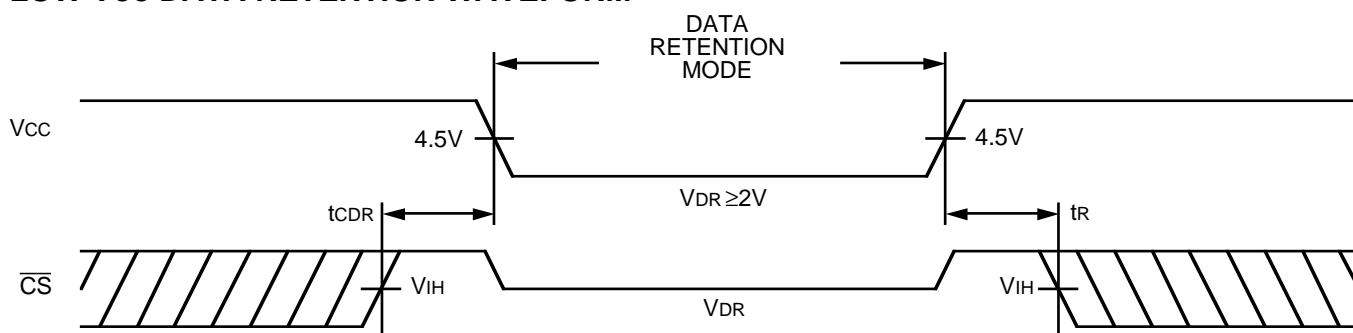 DATA
RETENTION
MODE
VCC
4.5V
4.5V
VDR ≥2V
tCDR
tR
CS
VIH
VIH
VDR